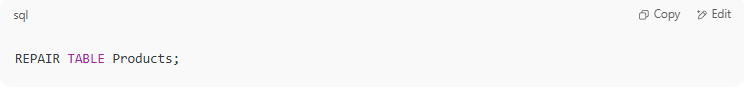 sql
Copy
Edit
REPAIR TABLE Products;